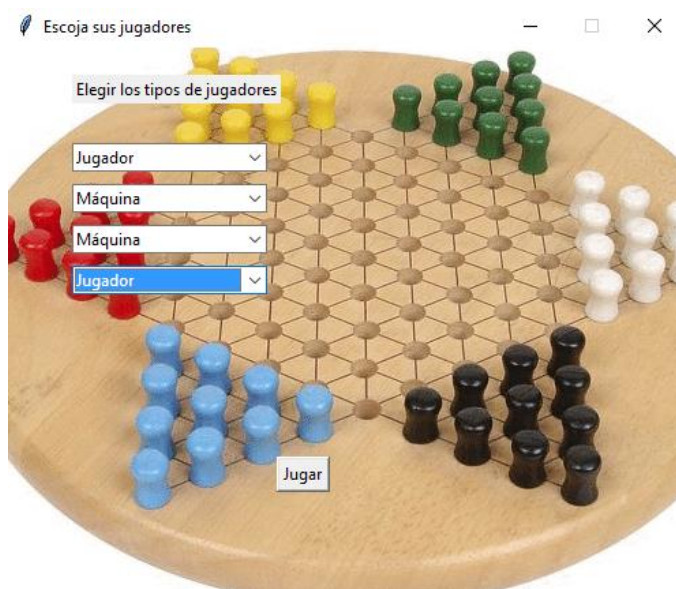 Escoja sus jugadores
Elegir los tipos de jugadores
Jugador
Máquina
Máquina
Jugador
Jugar